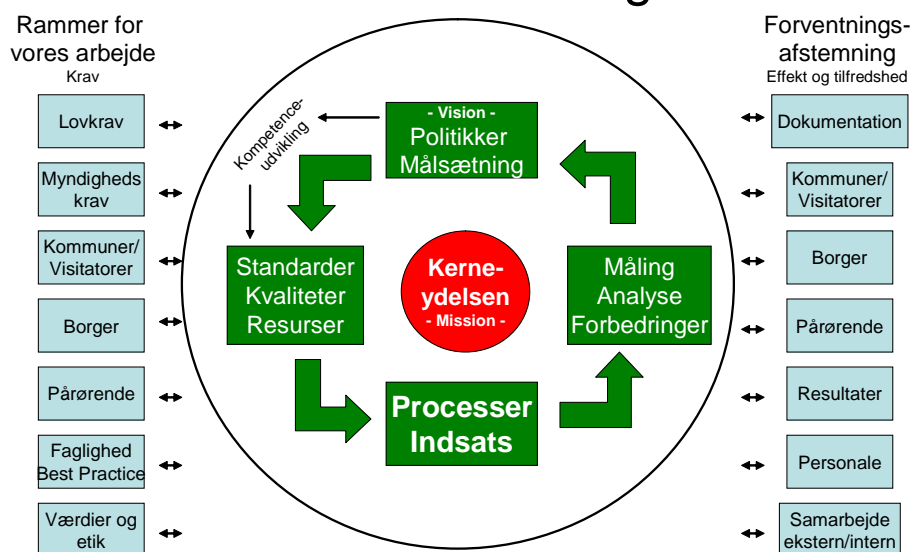 Rammer for
vores arbejde
Krav
Lovkrav
Myndigheds
krav
Kommuner/
Visitatorer
Borger
Pårørende
Faglighed
Best Practice
Værdier og
etik
Kompetence-
udvikling
- Vision -
Politikker
Målsætning
Standarder
Kvaliteter
Resurser
Kerne-
ydelsen
- Mission -
Måling
Analyse
Forbedringer
Processer
Indsats
Forventnings-
afstemning
Effekt og tilfredshed
Dokumentation
Kommuner/
Visitatorer
Borger
Pårørende
Resultater
Personale
Samarbejde
ekstern/intern